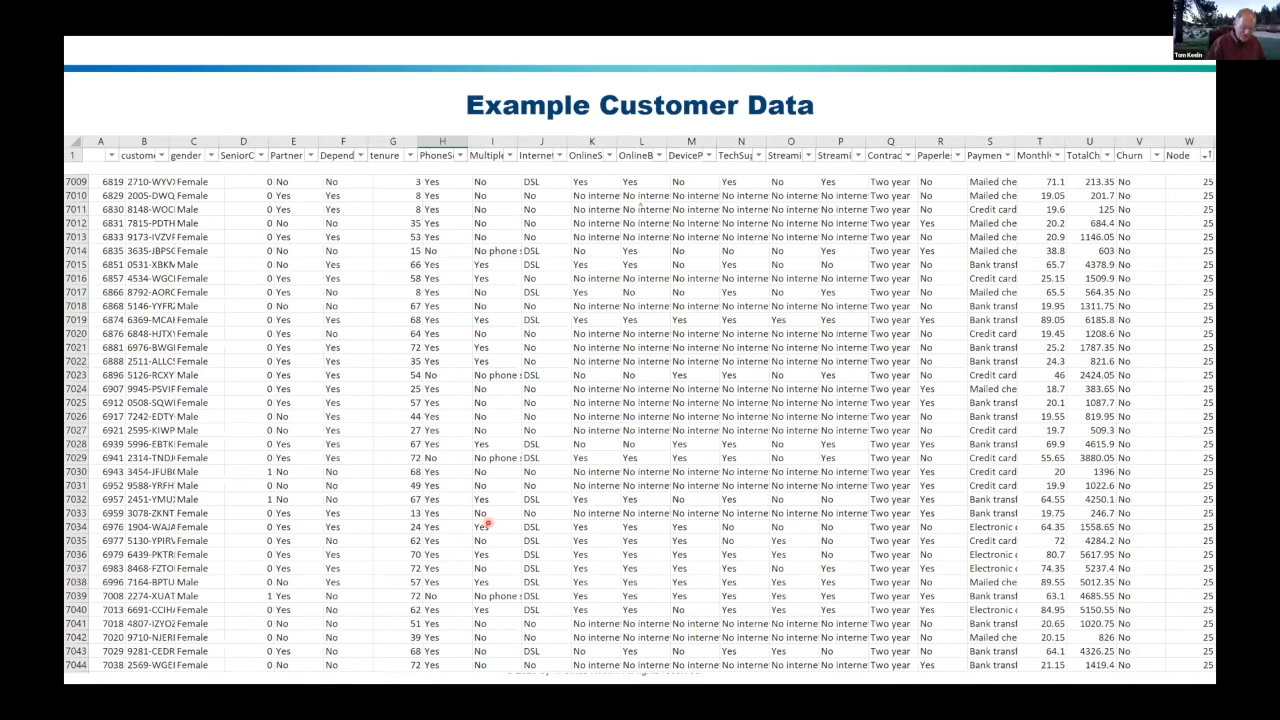 Tom Keelin
Example Customer Data
A B C D E F G H I J K L M N O P Q R S T U V W
1 custome gender SeniorC Partner Depend tenure PhoneS Multiple Internet OnlineS OnlineB DeviceP TechSup Streami Streami Contrac Paperle Paymen Monthl TotalCh Churn Node
7009 6819 2710-WYV Female 0 No No 3 Yes No DSL Yes Yes No Yes No Yes Two year No Mailed che 71.1 213.35 No 25
7010 6829 2005-DWQ Female 0 Yes Yes 8 Yes No No No interne No interne No interne No interne No interne No interne Two year No Mailed che 19.05 201.7 No 25
7011 6830 8148-WOC Male 0 Yes Yes 8 Yes No No No interne No interne No interne No interne No interne No interne Two year No Credit card 19.6 125 No 25
7012 6831 7815-PDTH Male 0 No No 35 Yes No No No interne No interne No interne No interne No interne No interne Two year Yes Mailed che 20.2 684.4 No 25
7013 6833 9173-IVZVF Female 0 Yes Yes 53 Yes No No No interne No interne No interne No interne No interne No interne Two year No Mailed che 20.9 1146.05 No 25
7014 6835 3635-JBPSC Female 0 Yes Yes 15 No No phone s DSL No Yes No No Yes Yes Two year Yes Mailed che 38.8 603 No 25
7015 6851 0531-XBKM Female 0 Yes No 66 Yes Yes DSL Yes Yes No Yes No No Two year Yes Bank transf 65.7 4378.9 No 25
7016 6857 4534-WGC Female 0 Yes Yes 58 Yes Yes No No interne No interne No interne No interne No interne No interne Two year No Credit card 25.15 1509.9 No 25
7017 6866 8792-AORC Female 0 Yes Yes 8 Yes No DSL Yes No No Yes No Yes Two year Yes Mailed che 65.5 564.35 No 25
7018 6868 5146-YYFR Male 0 Yes No 67 Yes No No No interne No interne No interne No interne No interne No interne Two year No Bank transf 19.95 1311.75 No 25
7019 6874 6369-MCA Female 0 Yes Yes 68 Yes Yes DSL Yes Yes Yes Yes Yes Yes Two year Yes Bank transf 89.05 6185.8 No 25
7020 6876 6848-HJTX Male 0 Yes No 64 Yes No No No interne No interne No interne No interne No interne No interne Two year No Credit card 19.45 1208.6 No 25
7021 6881 6976-BWG Female 0 Yes Yes 72 Yes Yes No No interne No interne No interne No interne No interne No interne Two year Yes Bank transf 25.2 1787.35 No 25
7022 6888 2511-ALLC Female 0 Yes Yes 35 Yes Yes No No interne No interne No interne No interne No interne No interne Two year No Bank transf 24.3 821.6 No 25
7023 6896 5126-RCXY Male 0 Yes Yes 54 No No phone s DSL No No Yes Yes Yes No Two year No Credit card 46 2424.05 No 25
7024 6907 9945-PSVIF Female 0 Yes Yes 25 Yes No No No interne No interne No interne No interne No interne No interne Two year Yes Mailed che 18.7 383.65 No 25
7025 6912 0508-SQWI Female 0 Yes Yes 57 Yes No No No interne No interne No interne No interne No interne No interne Two year Yes Bank transf 20.1 1087.7 No 25
7026 6917 7242-EDTY Male 0 No Yes 44 Yes No No No interne No interne No interne No interne No interne No interne Two year No Bank transf 19.55 819.95 No 25
7027 6921 2595-KIWP Male 0 No No 27 Yes No No No interne No interne No interne No interne No interne No interne Two year No Credit card 19.7 509.3 No 25
7028 6939 5996-EBTK Female 0 Yes Yes 67 Yes Yes DSL No No Yes Yes No Yes Two year Yes Bank transf 69.9 4615.9 No 25
7029 6941 2314-TNDJ Female 0 Yes Yes 72 No No phone s DSL Yes Yes Yes Yes No Yes Two year No Credit card 55.65 3880.05 No 25
7030 6943 3454-JFUB Male 1 No No 68 Yes No No No interne No interne No interne No interne No interne No interne Two year Yes Credit card 20 1396 No 25
7031 6952 9588-YRFH Male 0 No No 49 Yes No No No interne No interne No interne No interne No interne No interne Two year No Credit card 19.9 1022.6 No 25
7032 6957 2451-YMU Male 1 No No 67 Yes Yes DSL Yes Yes No Yes No No Two year Yes Bank transf 64.55 4250.1 No 25
7033 6959 3078-ZKNT Female 0 Yes Yes 13 Yes No No No interne No interne No interne No interne No interne No interne Two year Yes Bank transf 19.75 246.7 No 25
7034 6976 1904-WAJ Female 0 Yes Yes 24 Yes Yes DSL Yes Yes Yes No No No Two year No Electronic c 64.35 1558.65 No 25
7035 6977 5130-YPIR Female 0 Yes No 62 Yes No DSL Yes Yes Yes No Yes No Two year Yes Credit card 72 4284.2 No 25
7036 6979 6439-PKTR Female 0 Yes Yes 70 Yes Yes DSL Yes Yes Yes Yes No Yes Two year No Electronic c 80.7 5617.95 No 25
7037 6983 8468-FZTO Female 0 Yes Yes 72 Yes No DSL Yes Yes Yes Yes No Yes Two year Yes Mailed che 74.35 5237.4 No 25
7038 6996 7164-BPTU Male 0 No Yes 57 Yes Yes DSL Yes Yes Yes Yes Yes Yes Two year No Mailed che 89.55 5012.35 No 25
7039 7008 2274-XUAT Male 1 Yes No 72 No No phone s DSL Yes Yes Yes Yes Yes Yes Two year Yes Bank transf 63.1 4685.55 No 25
7040 7013 6691-CCIH Female 0 Yes Yes 62 Yes Yes DSL Yes Yes No Yes Yes Yes Two year Yes Electronic c 84.95 5150.55 No 25
7041 7018 4807-IZYOZ Female 0 No No 51 Yes No No No interne No interne No interne No interne No interne No interne Two year No Bank transf 20.65 1020.75 No 25
7042 7020 9710-NJERI Female 0 No No 39 Yes No No No interne No interne No interne No interne No interne No interne Two year No Mailed che 20.15 826 No 25
7043 7029 9281-CEDR Female 0 Yes No 68 Yes No DSL No Yes No Yes Yes No Two year No Bank transf 64.1 4326.25 No 25
7044 7038 2569-WGE Female 0 No No 72 Yes No No No interne No interne No interne No interne No interne No interne Two year Yes Bank transf 21.15 1419.4 No 25